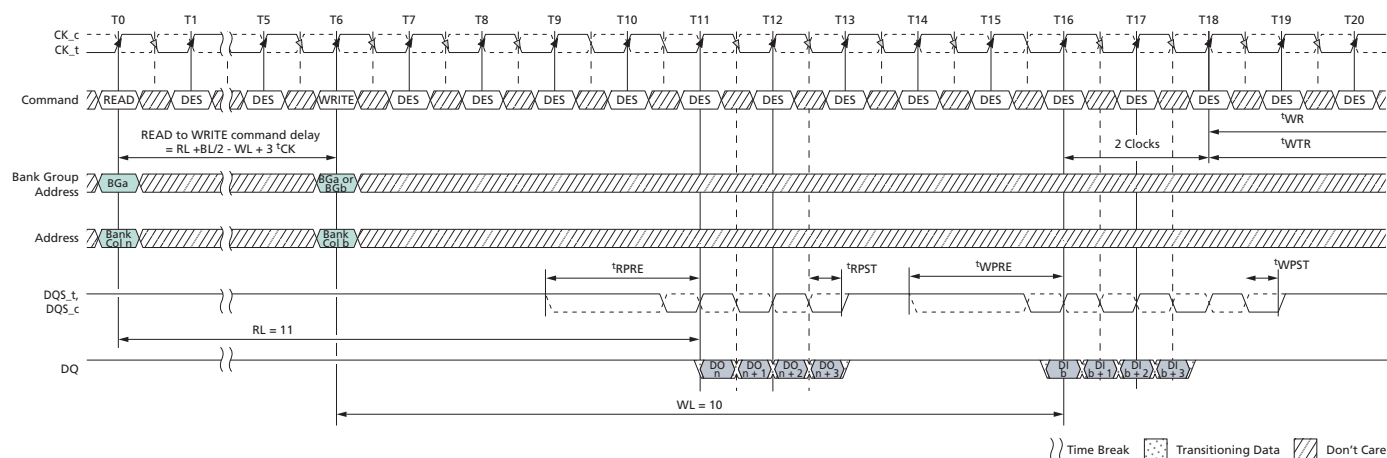 T0 T1 T5 T6 T7 T8 T9 T10 T11 T12 T13 T14 T15 T16 T17 T18 T19 T20
CK_c
CK_t
Command READ DES DES WRITE DES DES DES DES DES DES DES DES DES DES DES DES DES DES
tWR
READ to WRITE command delay
= RL +BL/2 - WL + 3 tCK
2 Clocks
tWTR
Bank Group
Address
BGa
BGa or
BGb
Address
Bank
Col n
Bank
Col b
tRPRE tRPST tWPRE tWPST
DQS_t,
DQS_c
RL = 11
DQ
DO
n
DO
n + 1
DO
n + 2
DO
n + 3
DI
b
DI
b + 1
DI
b + 2
DI
b + 3
WL = 10
Time Break Transitioning Data Don't Care